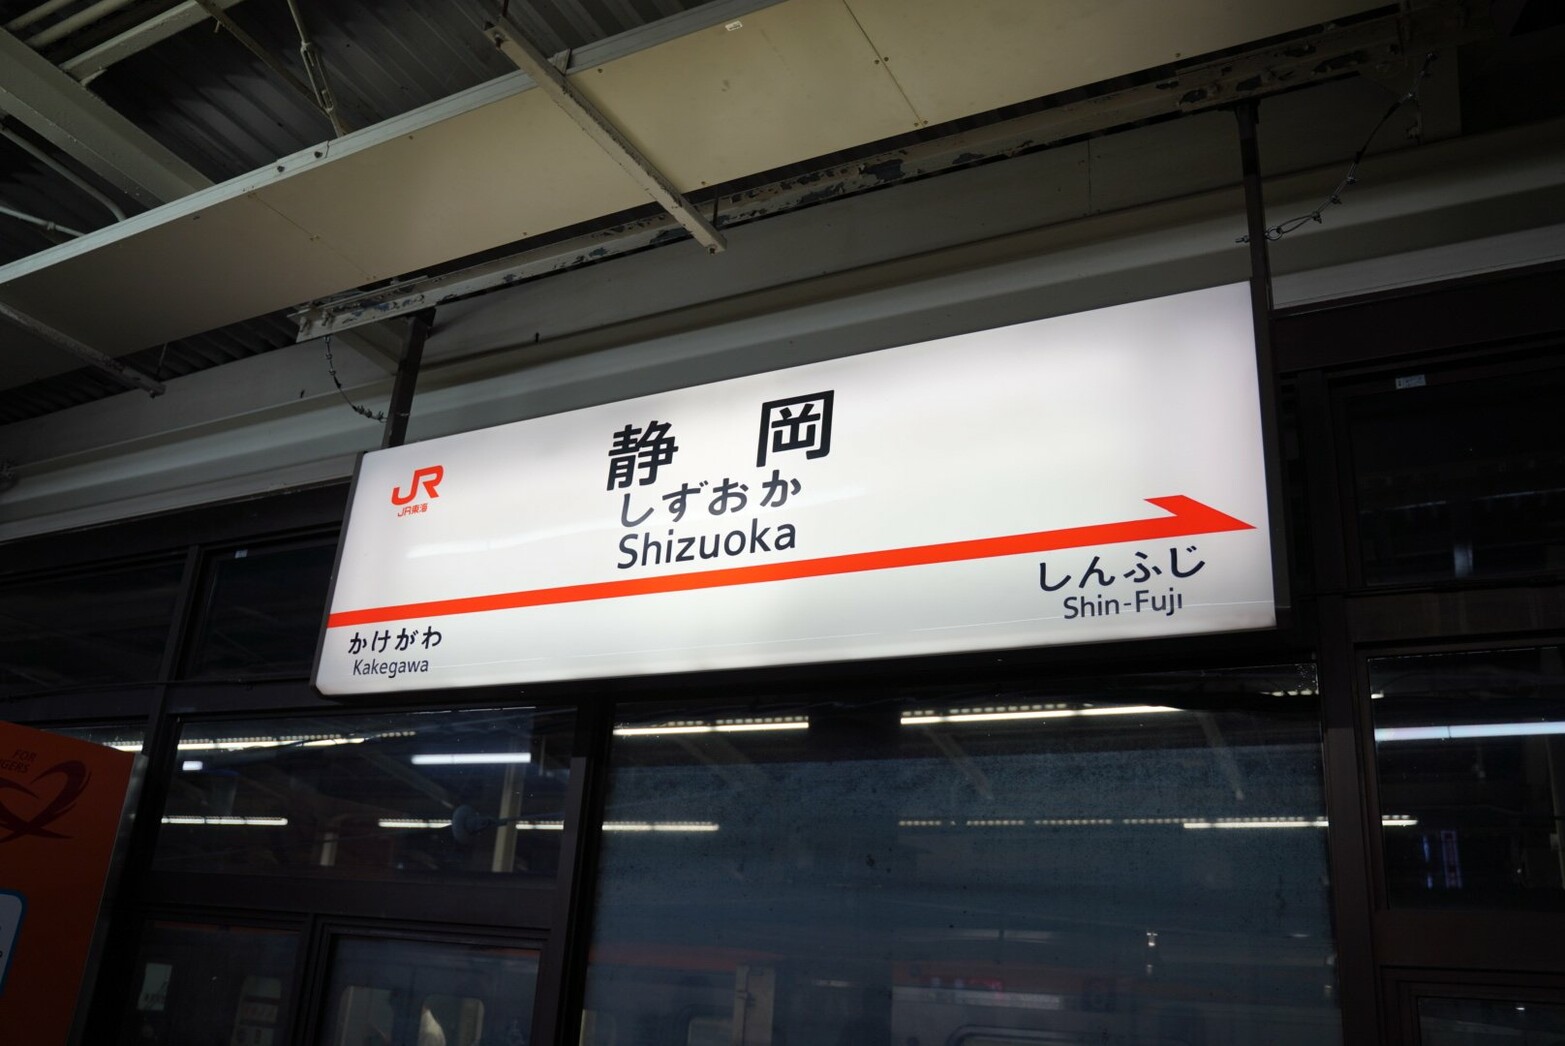 JR
JR東海
静岡
しずおか
Shizuoka
かけがわ
Kakegawa
しんふじ
Shin-Fuji
FOR